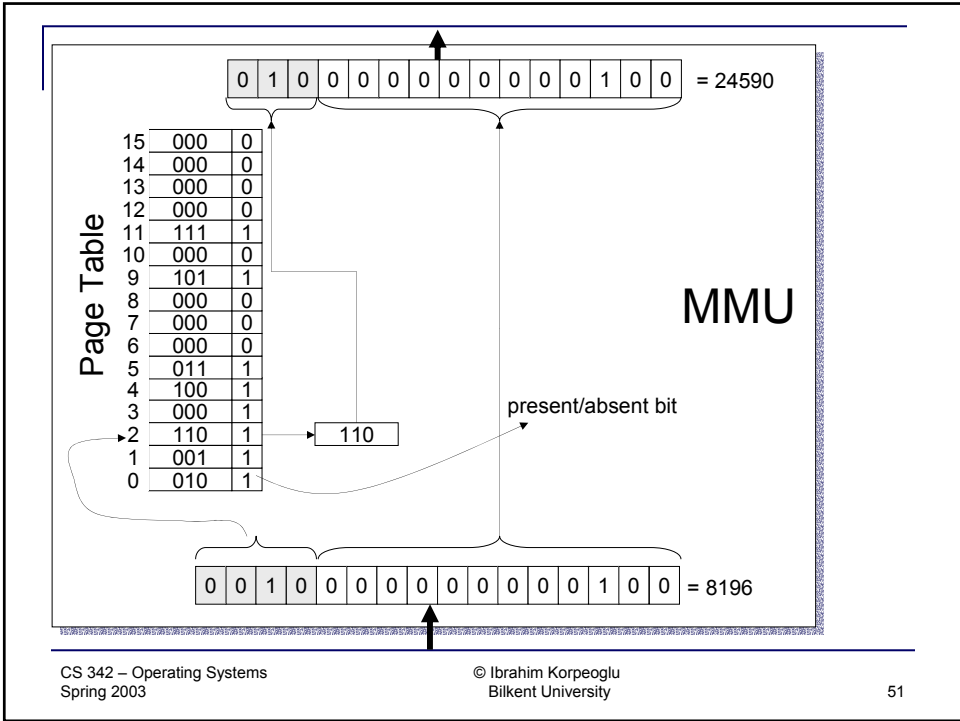 0 1 0 0 0 0 0 0 0 0 0 0 1 0 0 = 24590
Page Table
15 000 0
14 000 0
13 000 0
12 000 0
11 111 1
10 000 0
9 101 1
8 000 0
7 000 0
6 000 0
5 011 1
4 100 1
3 000 1
2 110 1 110
1 001 1
0 010 1
MMU
present/absent bit
0 0 1 0 0 0 0 0 0 0 0 0 0 1 0 0 = 8196
CS 342 – Operating Systems
Spring 2003
© Ibrahim Korpeoglu
Bilkent University
51